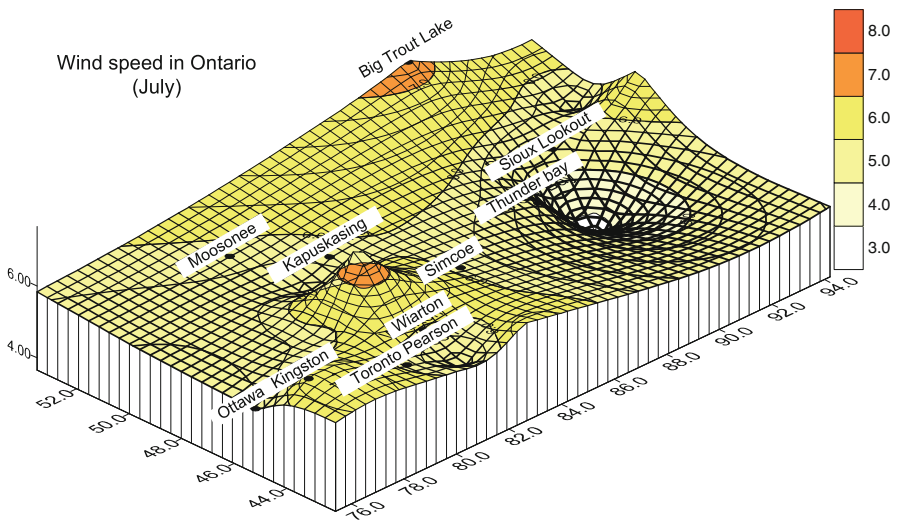 Wind speed in Ontario
(July)
Big Trout Lake
Sioux Lookout
Thunder bay
Moosonee
Kapuskasing
Simcoe
Wiarton
Toronto Pearson
Kingston
Ottawa
8.0
7.0
6.0
5.0
4.0
3.0
6.00
4.00
52.0
50.0
48.0
46.0
44.0
76.0
78.0
80.0
82.0
84.0
86.0
88.0
90.0
92.0
94.0